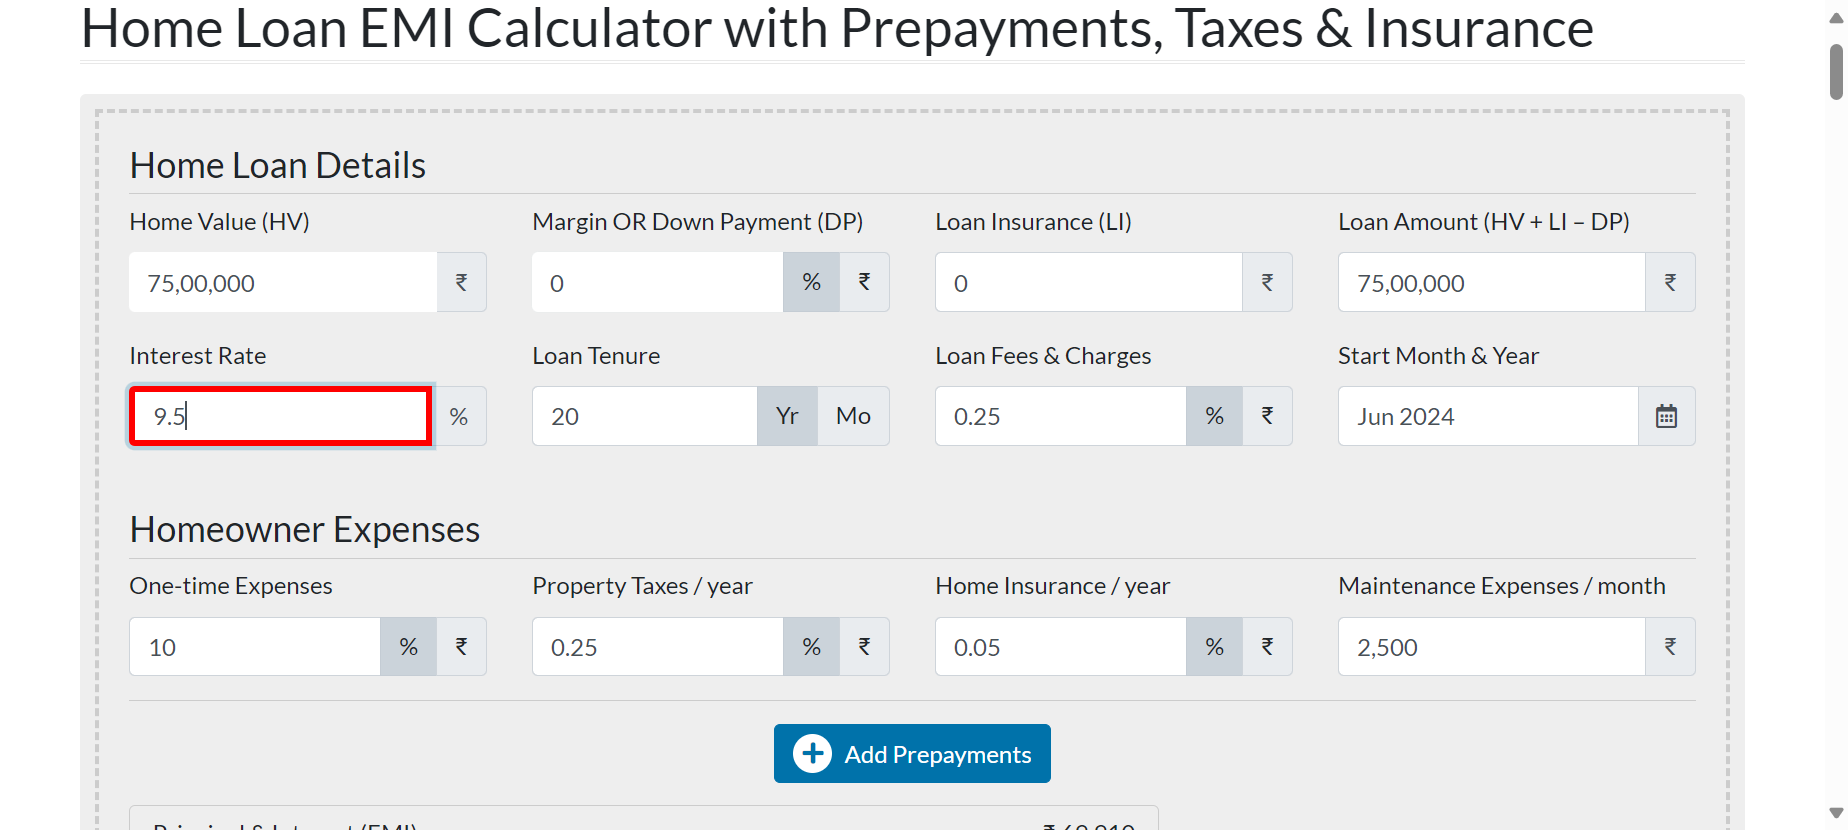 Home Loan EMI Calculator with Prepayments, Taxes & Insurance
Home Loan Details
Home Value (HV) Margin OR Down Payment (DP) Loan Insurance (LI) Loan Amount (HV + LI – DP)
75,00,000 ₹ 0 % ₹ 0 ₹ 75,00,000 ₹
Interest Rate Loan Tenure Loan Fees & Charges Start Month & Year
9.5 % 20 Yr Mo 0.25 % ₹ Jun 2024
Homeowner Expenses
One-time Expenses Property Taxes / year Home Insurance / year Maintenance Expenses / month
10 % ₹ 0.25 % ₹ 0.05 % ₹ 2,500 ₹
Add Prepayments
Principal & Interest (EMI)